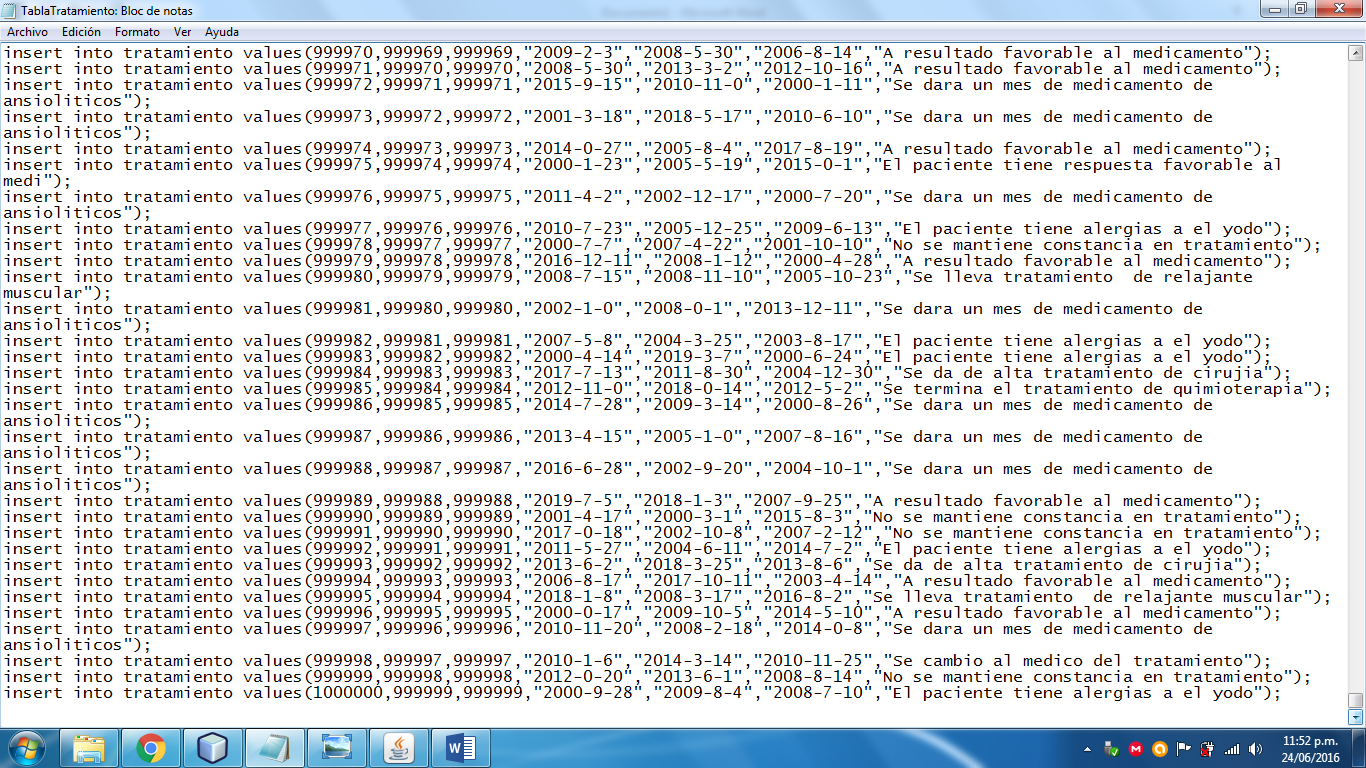 TablaTratamiento: Bloc de notas
Archivo Edición Formato Ver Ayuda
insert into tratamiento values(999970,999969,999969,"2009-2-3","2008-5-30","2006-8-14","A resultado favorable al medicamento");
insert into tratamiento values(999971,999970,999970,"2008-5-30","2013-3-2","2012-10-16","A resultado favorable al medicamento");
insert into tratamiento values(999972,999971,999971,"2015-9-15","2010-11-0","2000-1-11","Se dara un mes de medicamento de
ansioliticos");
insert into tratamiento values(999973,999972,999972,"2001-3-18","2018-5-17","2010-6-10","Se dara un mes de medicamento de
ansioliticos");
insert into tratamiento values(999974,999973,999973,"2014-0-27","2005-8-4","2017-8-19","A resultado favorable al medicamento");
insert into tratamiento values(999975,999974,999974,"2000-1-23","2005-5-19","2015-0-1","El paciente tiene respuesta favorable al
medi");
insert into tratamiento values(999976,999975,999975,"2011-4-2","2002-12-17","2000-7-20","Se dara un mes de medicamento de
ansioliticos");
insert into tratamiento values(999977,999976,999976,"2010-7-23","2005-12-25","2009-6-13","El paciente tiene alergias a el yodo");
insert into tratamiento values(999978,999977,999977,"2000-7-7","2007-4-22","2001-10-10","No se mantiene constancia en tratamiento");
insert into tratamiento values(999979,999978,999978,"2016-12-11","2008-1-12","2000-4-28","A resultado favorable al medicamento");
insert into tratamiento values(999980,999979,999979,"2008-7-15","2008-11-10","2005-10-23","Se lleva tratamiento  de relajante
muscular");
insert into tratamiento values(999981,999980,999980,"2002-1-0","2008-0-1","2013-12-11","Se dara un mes de medicamento de
ansioliticos");
insert into tratamiento values(999982,999981,999981,"2007-5-8","2004-3-25","2003-8-17","El paciente tiene alergias a el yodo");
insert into tratamiento values(999983,999982,999982,"2000-4-14","2019-3-7","2000-6-24","El paciente tiene alergias a el yodo");
insert into tratamiento values(999984,999983,999983,"2017-7-13","2011-8-30","2004-12-30","Se da de alta tratamiento de cirujia");
insert into tratamiento values(999985,999984,999984,"2012-11-0","2018-0-14","2012-5-2","Se termina el tratamiento de quimioterapia");
insert into tratamiento values(999986,999985,999985,"2014-7-28","2009-3-14","2000-8-26","Se dara un mes de medicamento de
ansioliticos");
insert into tratamiento values(999987,999986,999986,"2013-4-15","2005-1-0","2007-8-16","Se dara un mes de medicamento de
ansioliticos");
insert into tratamiento values(999988,999987,999987,"2016-6-28","2002-9-20","2004-10-1","Se dara un mes de medicamento de
ansioliticos");
insert into tratamiento values(999989,999988,999988,"2019-7-5","2018-1-3","2007-9-25","A resultado favorable al medicamento");
insert into tratamiento values(999990,999989,999989,"2001-4-17","2000-3-1","2015-8-3","No se mantiene constancia en tratamiento");
insert into tratamiento values(999991,999990,999990,"2017-0-18","2002-10-8","2007-2-12","No se mantiene constancia en tratamiento");
insert into tratamiento values(999992,999991,999991,"2011-5-27","2004-6-11","2014-7-2","El paciente tiene alergias a el yodo");
insert into tratamiento values(999993,999992,999992,"2013-6-2","2018-3-25","2013-8-6","Se da de alta tratamiento de cirujia");
insert into tratamiento values(999994,999993,999993,"2006-8-17","2017-10-11","2003-4-14","A resultado favorable al medicamento");
insert into tratamiento values(999995,999994,999994,"2018-1-8","2008-3-17","2016-8-2","Se lleva tratamiento  de relajante muscular");
insert into tratamiento values(999996,999995,999995,"2000-0-17","2009-10-5","2014-5-10","A resultado favorable al medicamento");
insert into tratamiento values(999997,999996,999996,"2010-11-20","2008-2-18","2014-0-8","Se dara un mes de medicamento de
ansioliticos");
insert into tratamiento values(999998,999997,999997,"2010-1-6","2014-3-14","2010-11-25","Se cambio al medico del tratamiento");
insert into tratamiento values(999999,999998,999998,"2012-0-20","2013-6-1","2008-8-14","No se mantiene constancia en tratamiento");
insert into tratamiento values(1000000,999999,999999,"2000-9-28","2009-8-4","2008-7-10","El paciente tiene alergias a el yodo");
11:52 p.m.
24/06/2016